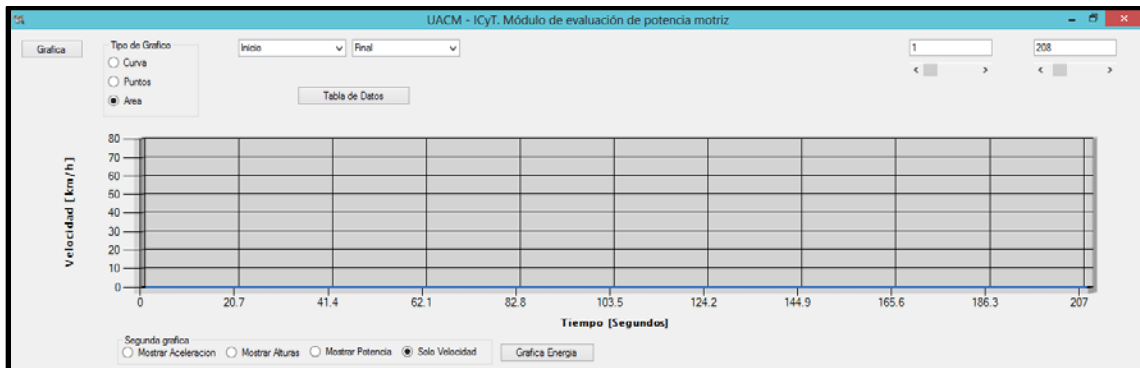 UACM - ICyT. Módulo de evaluación de potencia motriz
Grafica
Tipo de Grafico
Curva
Puntos
Area
Inicio
Final
Tabla de Datos
1
208
Velocidad [km/h]
80
70
60
50
40
30
20
10
0
0 20.7 41.4 62.1 82.8 103.5 124.2 144.9 165.6 186.3 207
Tiempo [Segundos]
Segunda grafica
Mostrar Aceleracion Mostrar Alturas Mostrar Potencia Solo Velocidad
Grafica Energia